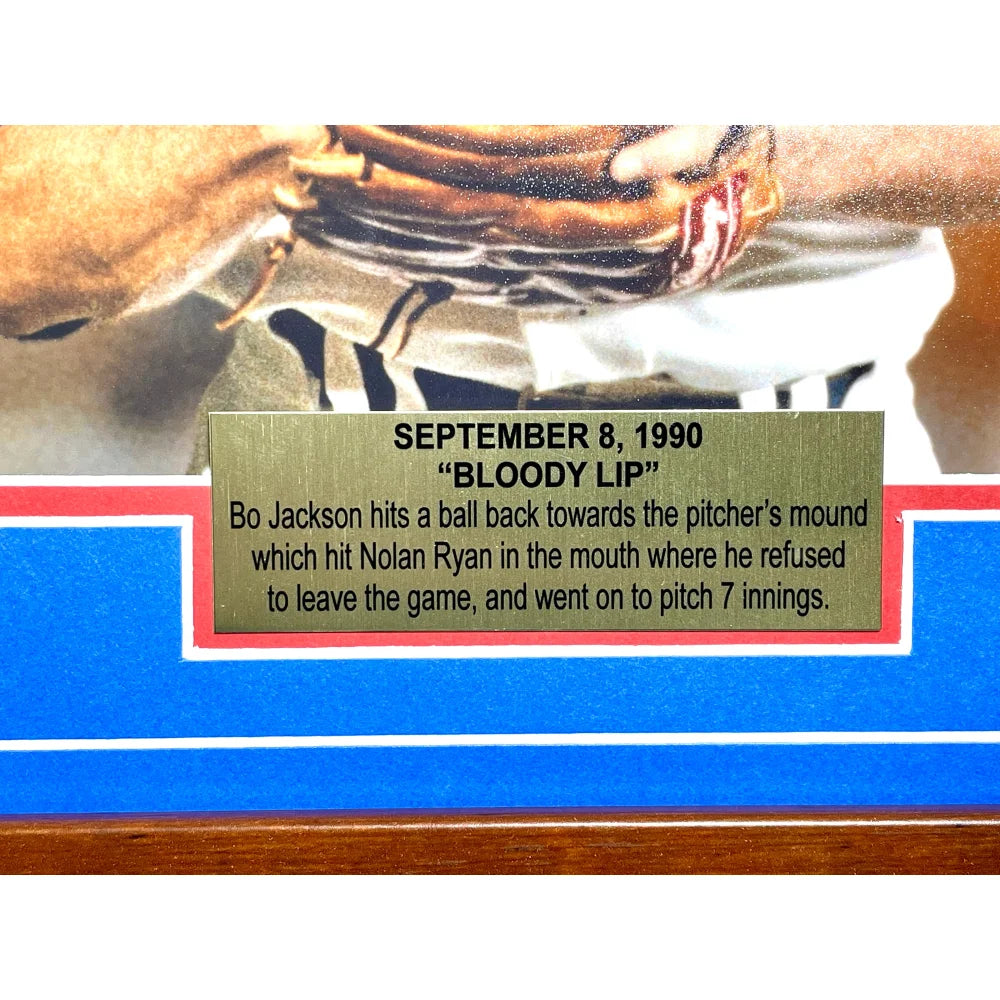 SEPTEMBER 8, 1990
“BLOODY LIP”
Bo Jackson hits a ball back towards the pitcher’s mound
which hit Nolan Ryan in the mouth where he refused
to leave the game, and went on to pitch 7 innings.